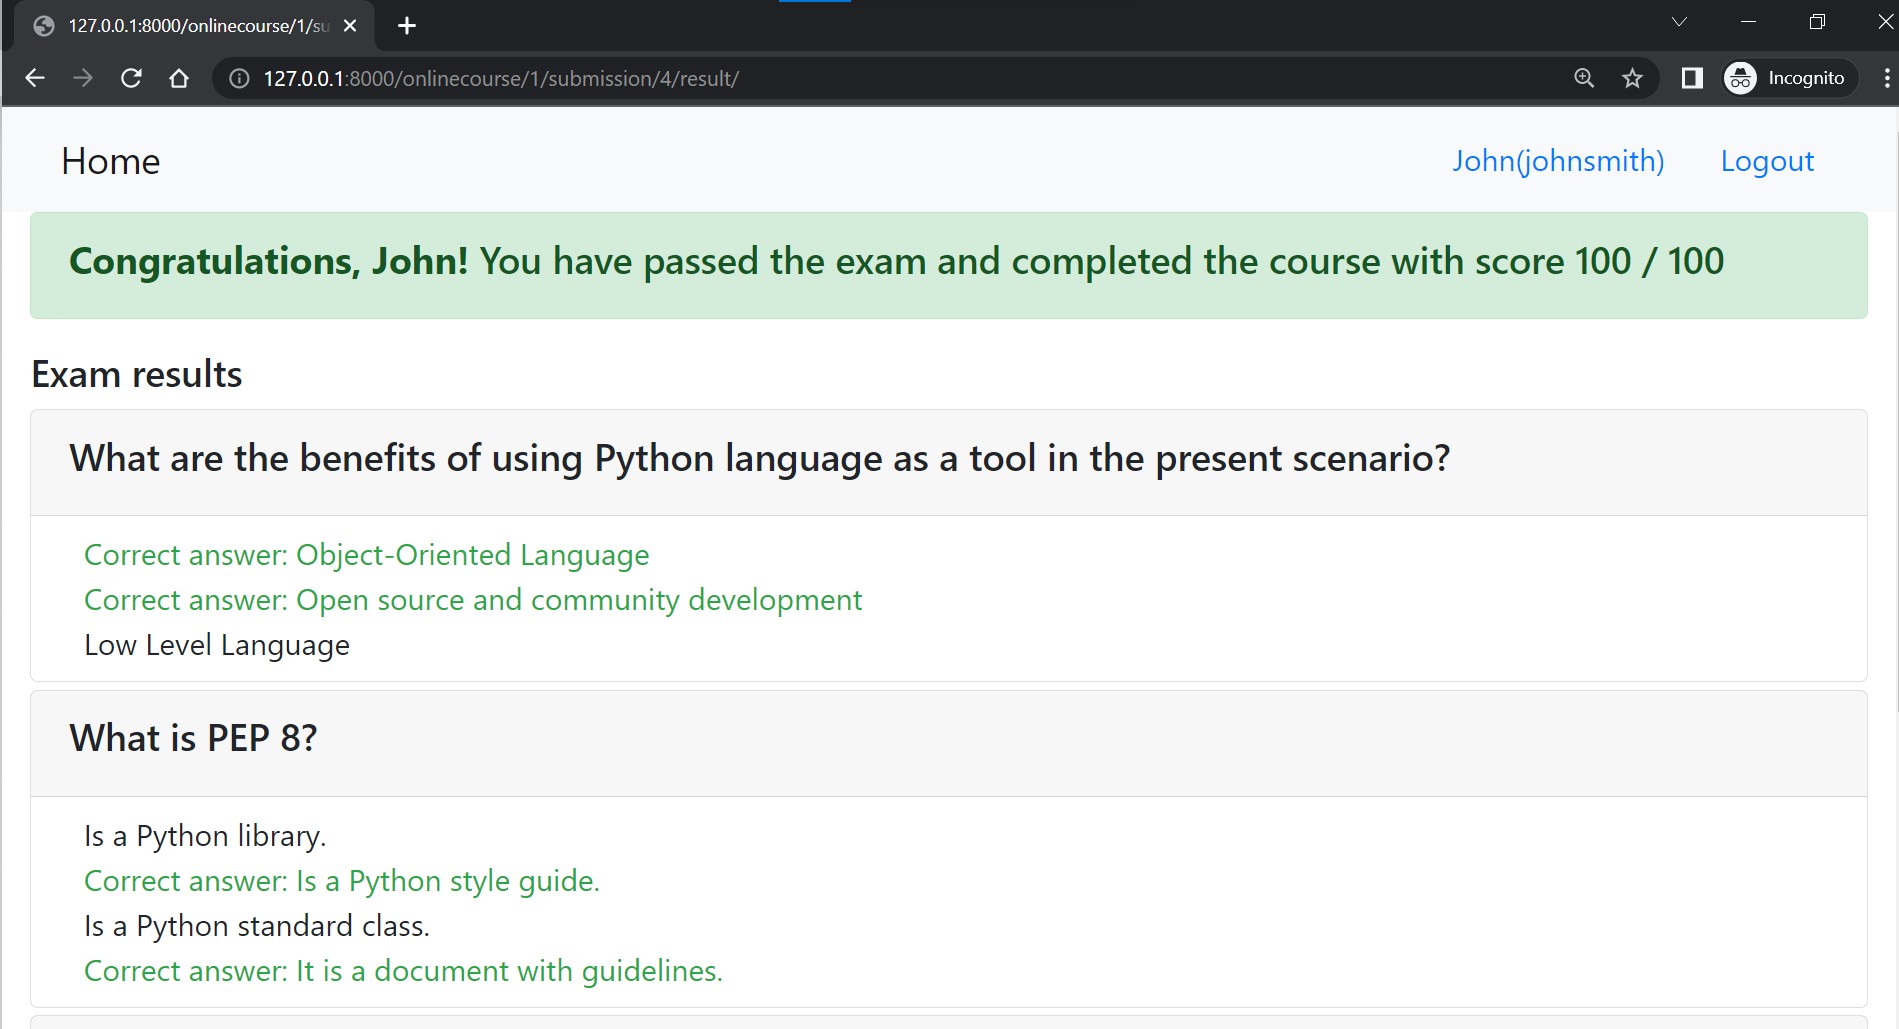 127.0.0.1:8000/onlinecourse/1/su
127.0.0.1:8000/onlinecourse/1/submission/4/result/
Incognito
Home
John(johnsmith)
Logout
Congratulations, John! You have passed the exam and completed the course with score 100 / 100
Exam results
What are the benefits of using Python language as a tool in the present scenario?
Correct answer: Object-Oriented Language
Correct answer: Open source and community development
Low Level Language
What is PEP 8?
Is a Python library.
Correct answer: Is a Python style guide.
Is a Python standard class.
Correct answer: It is a document with guidelines.